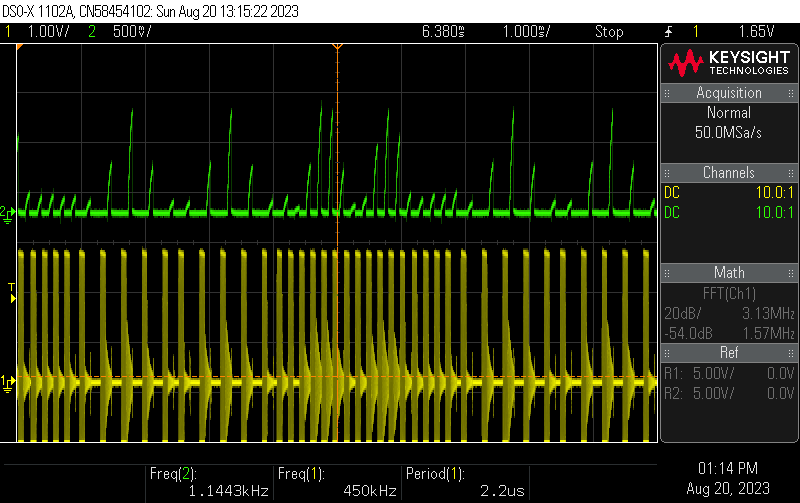 DSO-X 1102A, CN58454102: Sun Aug 20 13:15:22 2023
1 1.00V/ 2 500♈/ 6.380s 1.000s/ Stop 1 1.65V
KEYSIGHT
TECHNOLOGIES
Acquisition
Normal
50.0MSa/s
Channels
DC 10.0:1
DC 10.0:1
Math
FFT(Ch1)
20dB/ 3.13MHz
-54.0dB 1.57MHz
Ref
R1: 5.00V/ 0.0V
R2: 5.00V/ 0.0V
2
T
1
Freq(2): Freq(1): Period(1):
1.1443kHz 450kHz 2.2us
01:14 PM
Aug 20, 2023